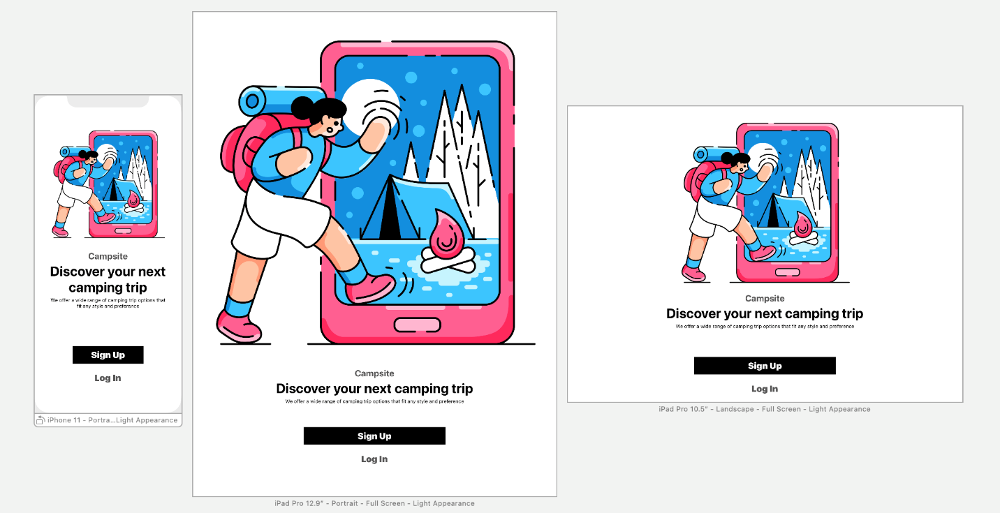 Campsite
Discover your next
camping trip
We offer a wide range of camping trip options that
fit any style and preference
Sign Up
Log In
iPhone 11 - Portra...Light Appearance
Campsite
Discover your next camping trip
We offer a wide range of camping trip options that fit any style and preference
Sign Up
Log In
iPad Pro 12.9" - Portrait - Full Screen - Light Appearance
Campsite
Discover your next camping trip
We offer a wide range of camping trip options that fit any style and preference
Sign Up
Log In
iPad Pro 10.5" - Landscape - Full Screen - Light Appearance